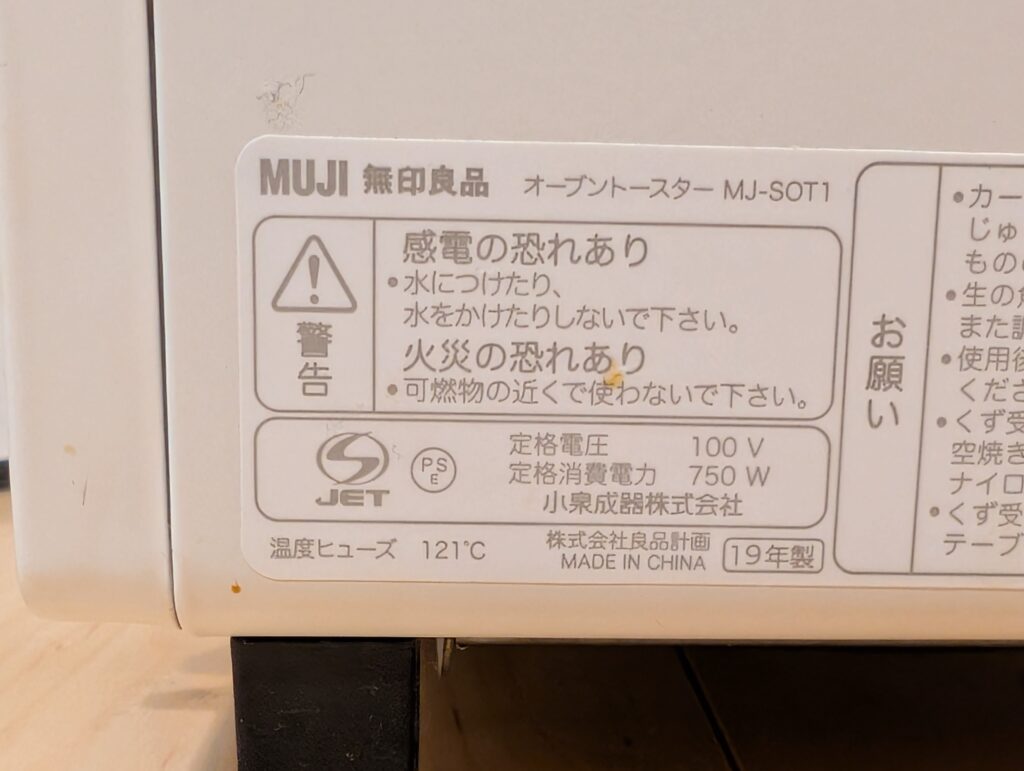 MUJI 無印良品 オーブントースター MJ-SOT1
警告
感電の恐れあり
•水につけたり、
水をかけたりしないで下さい。
火災の恐れあり
•可燃物の近くで使わないで下さい。
JET
PS
E
定格電圧 100 V
定格消費電力 750 W
小泉成器株式会社
温度ヒューズ 121℃
株式会社良品計画
MADE IN CHINA
19年製
お願い
•カー
じゅ
もの
•生の
また
•使用後
くださ
•くず受
空焼き
ナイロ
•くず受
テーブ